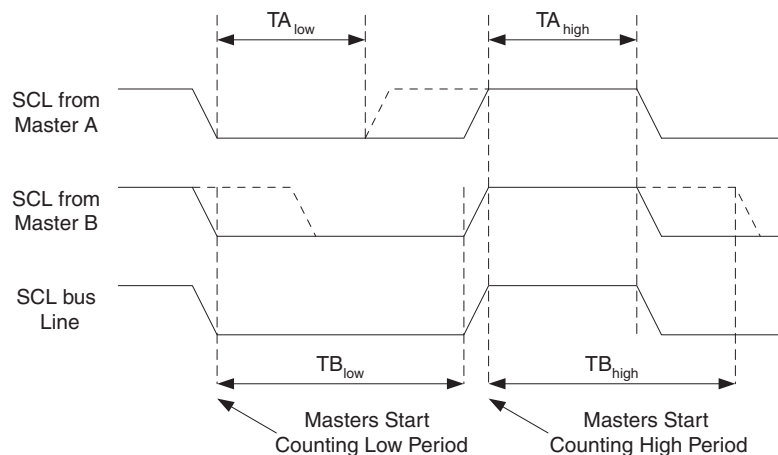 TA low
TA high
SCL from
Master A
SCL from
Master B
SCL bus
Line
TB low
TB high
Masters Start
Counting Low Period
Masters Start
Counting High Period